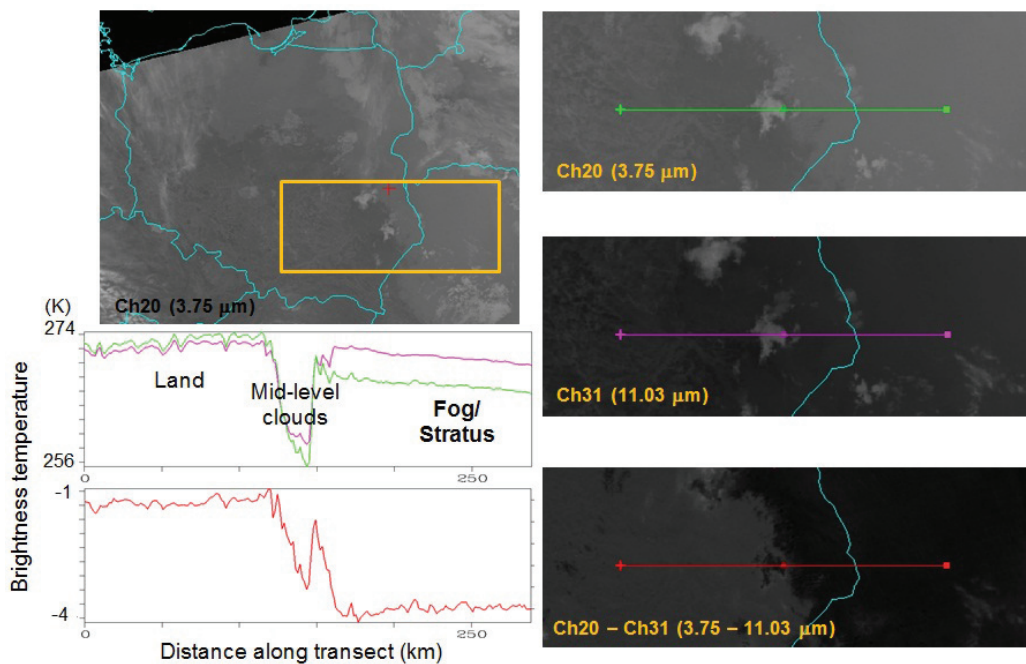 Ch20 (3.75 μm)
Ch20 (3.75 μm)
Ch31 (11.03 μm)
Ch20 – Ch31 (3.75 – 11.03 μm)
(K)
274
256
Land
Mid-level
clouds
Fog/
Stratus
0
250
-1
-4
0
250
Brightness temperature
Distance along transect (km)